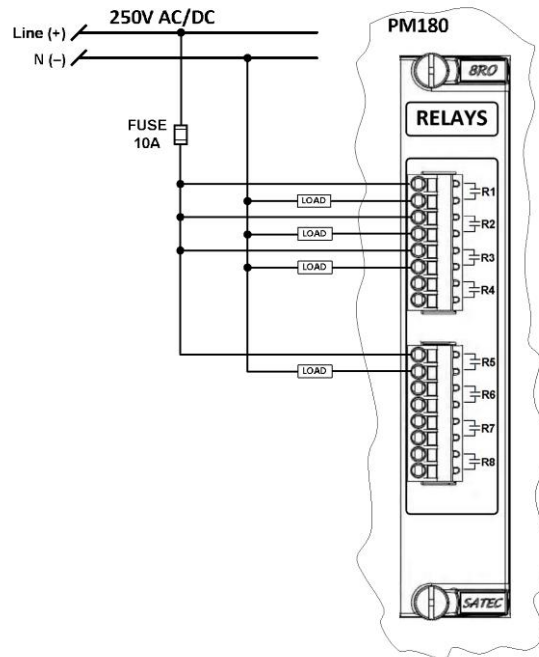 250V AC/DC
PM180
Line (+)
N (–)
8RO
FUSE
10A
RELAYS
R1
LOAD
R2
LOAD
R3
LOAD
R4
R5
LOAD
R6
R7
R8
SATEC